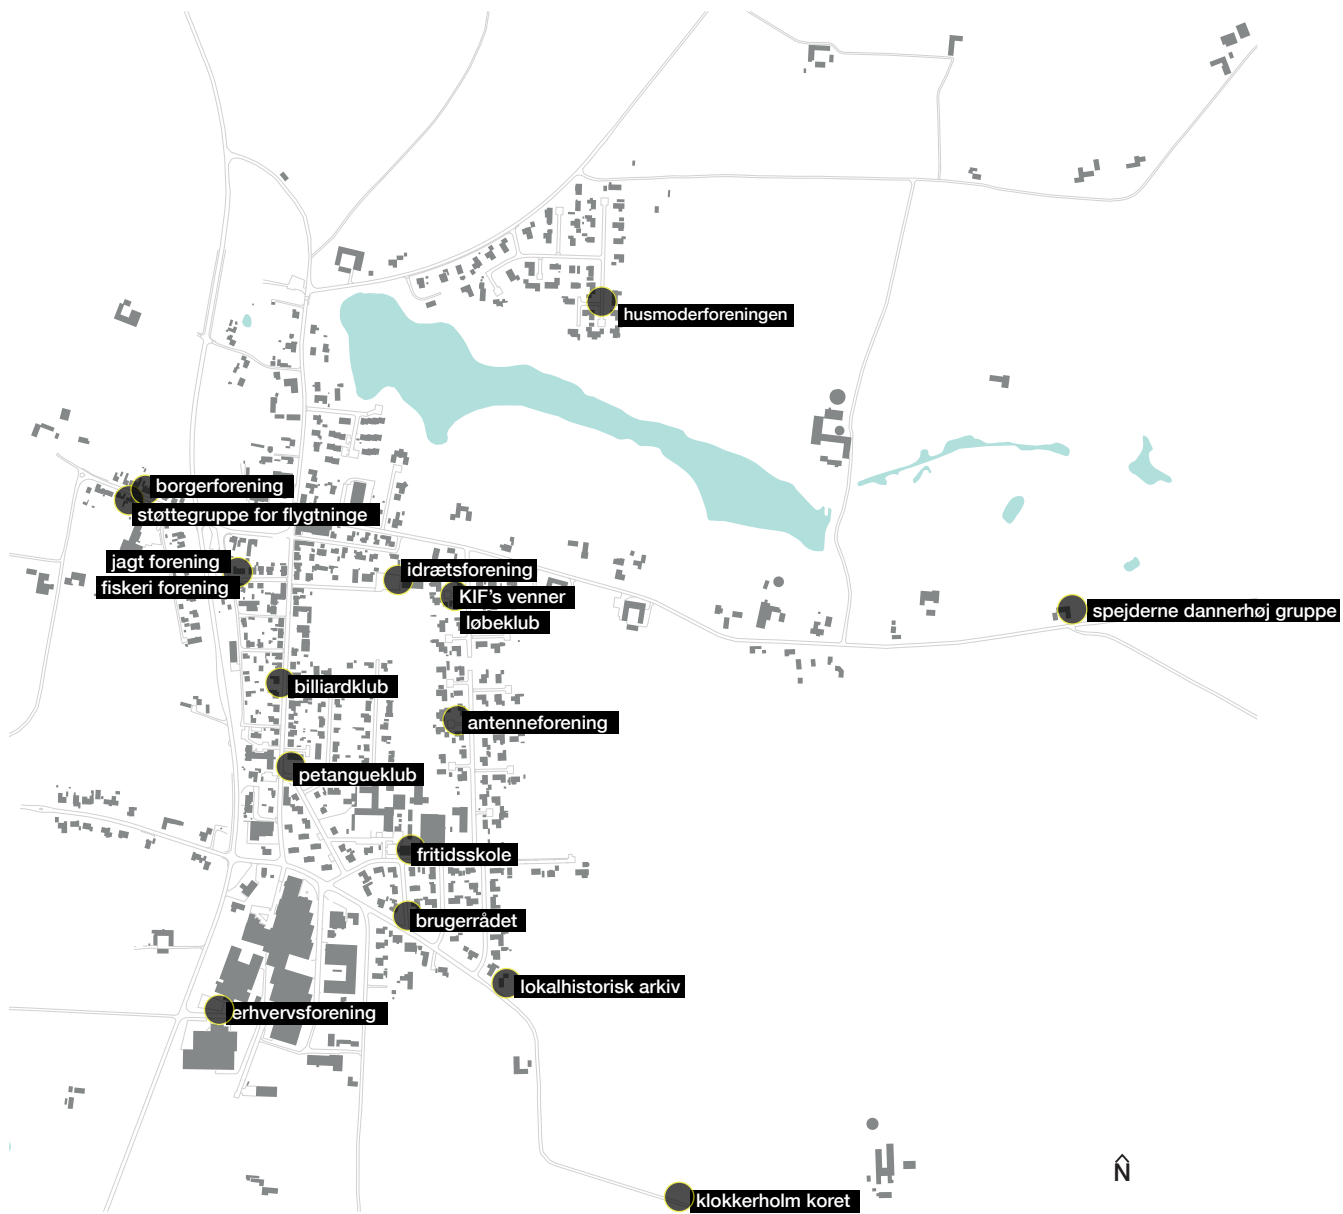 husmoderforeningen
borgerforening
støttegruppe for flygtninge
jagt forening
fiskeri forening
idrætsforening
KIF's venner
løbeklub
spejderne dannerhøj gruppe
billiardklub
antenneforening
petangueklub
fritidsskole
brugerrådet
lokalhistorisk arkiv
erhvervsforening
N
klokkerholm koret